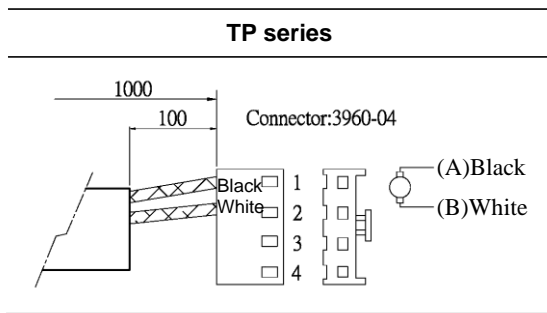 TP series
1000
100 Connector:3960-04
Black 1 (A)Black
White 2 (B)White
3
4